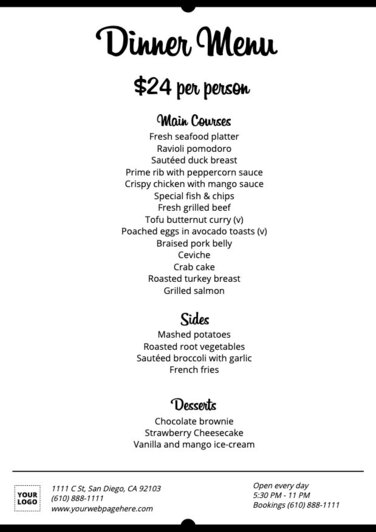 Dinner Menu
$24 per person
Main Courses
Fresh seafood platter
Ravioli pomodoro
Sautéed duck breast
Prime rib with peppercorn sauce
Crispy chicken with mango sauce
Special fish & chips
Fresh grilled beef
Tofu butternut curry (v)
Poached eggs in avocado toasts (v)
Braised pork belly
Ceviche
Crab cake
Roasted turkey breast
Grilled salmon
Sides
Mashed potatoes
Roasted root vegetables
Sautéed broccoli with garlic
French fries
Desserts
Chocolate brownie
Strawberry Cheesecake
Vanilla and mango ice-cream
YOUR
LOGO
1111 C St, San Diego, CA 92103
(610) 888-1111
www.yourwebpagehere.com
Open every day
5:30 PM - 11 PM
Bookings (610) 888-1111